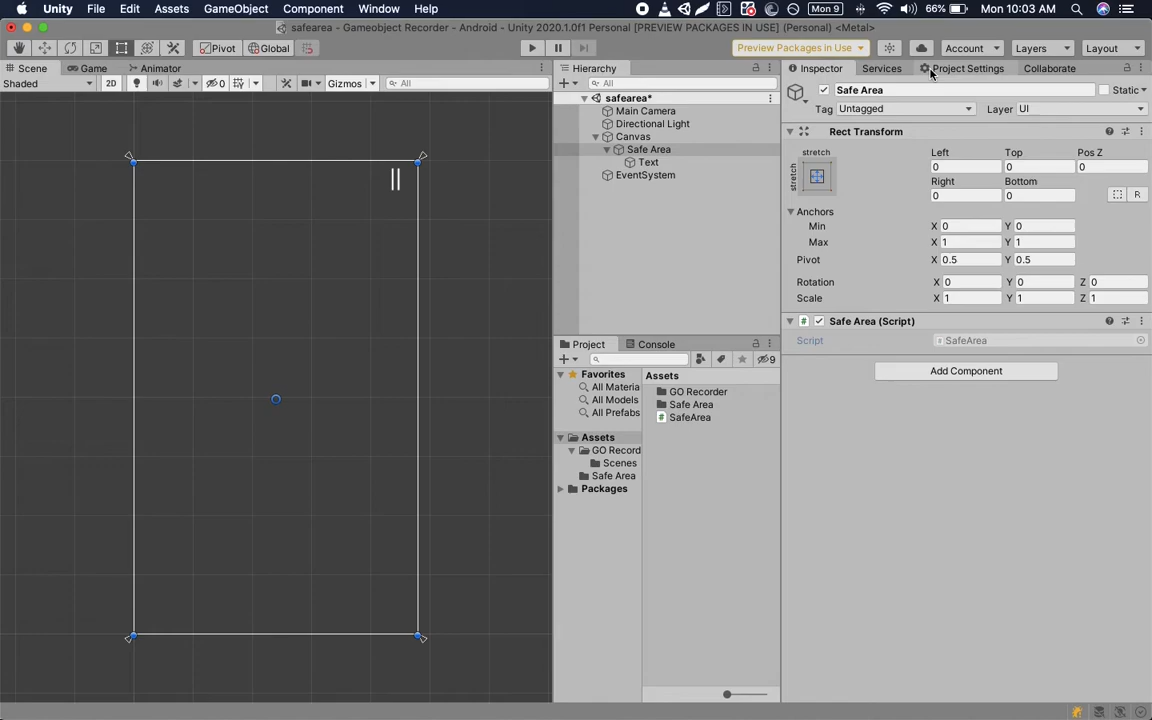 Unity File Edit Assets GameObject Component Window Help Mon 9 66% Mon 10:03 AM
safearea - Gameobject Recorder - Android - Unity 2020.1.0f1 Personal [PREVIEW PACKAGES IN USE] (Personal) <Metal>
Pivot Global Preview Packages in Use Account Layers Layout
Scene Game Animator Hierarchy Inspector Services Project Settings Collaborate
Shaded 2D 0 Gizmos All All
Safe Area Static
safearea*
Tag Untagged Layer UI
Main Camera
Directional Light
Rect Transform
Canvas
Safe Area
stretch Left Top Pos Z
Text
stretch 0 0 0
EventSystem
Right Bottom
0 0 R
||
Anchors
Min X 0 Y 0
Max X 1 Y 1
Pivot X 0.5 Y 0.5
Rotation X 0 Y 0 Z 0
Scale X 1 Y 1 Z 1
# Safe Area (Script)
Script SafeArea
Add Component
Project Console
9
Favorites
All Materia
All Models
All Prefabs
Assets
GO Record
Scenes
Safe Area
Packages
Assets
GO Recorder
Safe Area
SafeArea